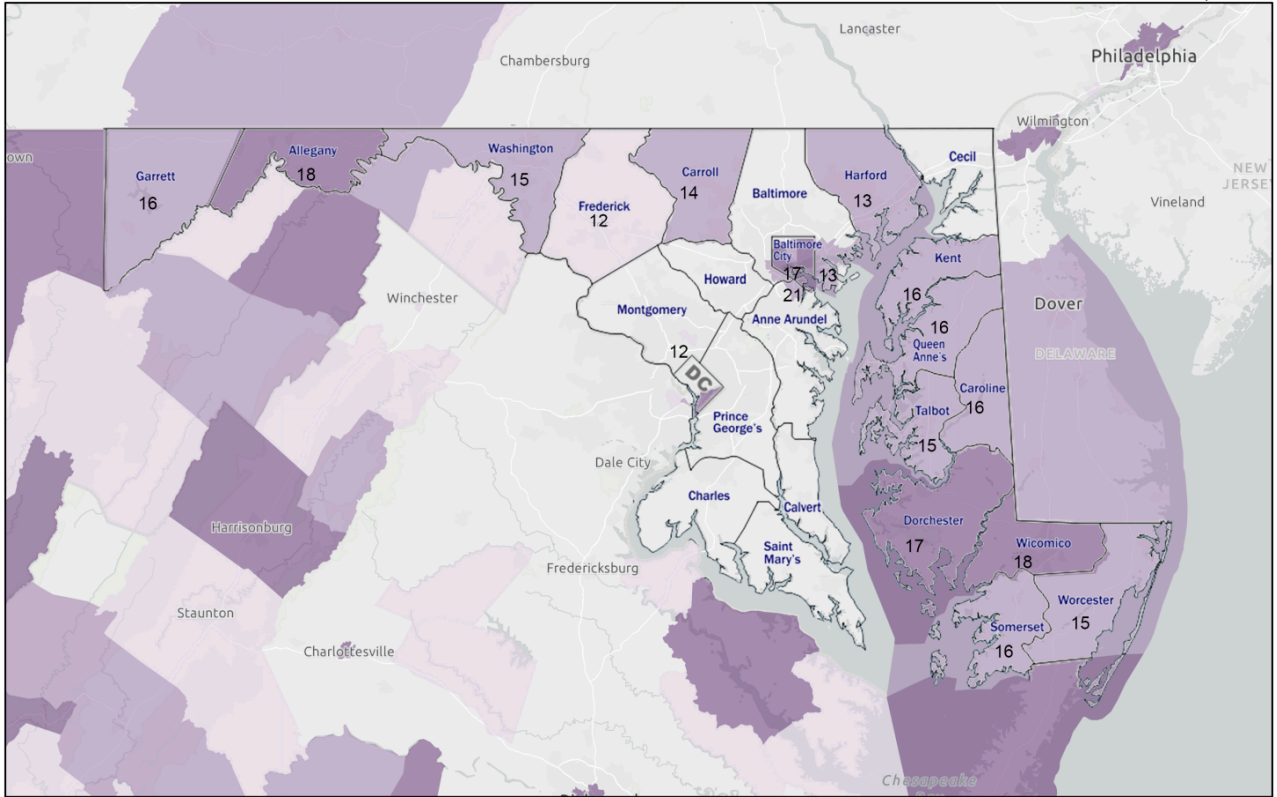 Lancaster
Chambersburg
Philadelphia
Wilmington
own
Allegany
18
Washington
15
Garrett
16
Frederick
12
Carroll
14
Baltimore
Harford
13
Cecil
NEW
Vineland
Baltimore
City
17
13
21
Kent
16
Howard
Winchester
Montgomery
Anne Arundel
Dover
16
Queen
Anne's
DELAWARE
12
DC
Caroline
16
Talbot
15
Prince
George's
Dale City
Charles
Calvert
Harrisonburg
Dorchester
17
Wicomico
18
Saint
Mary's
Fredericksburg
Staunton
Worcester
15
Somerset
16
Charlottesville
Chesapeake